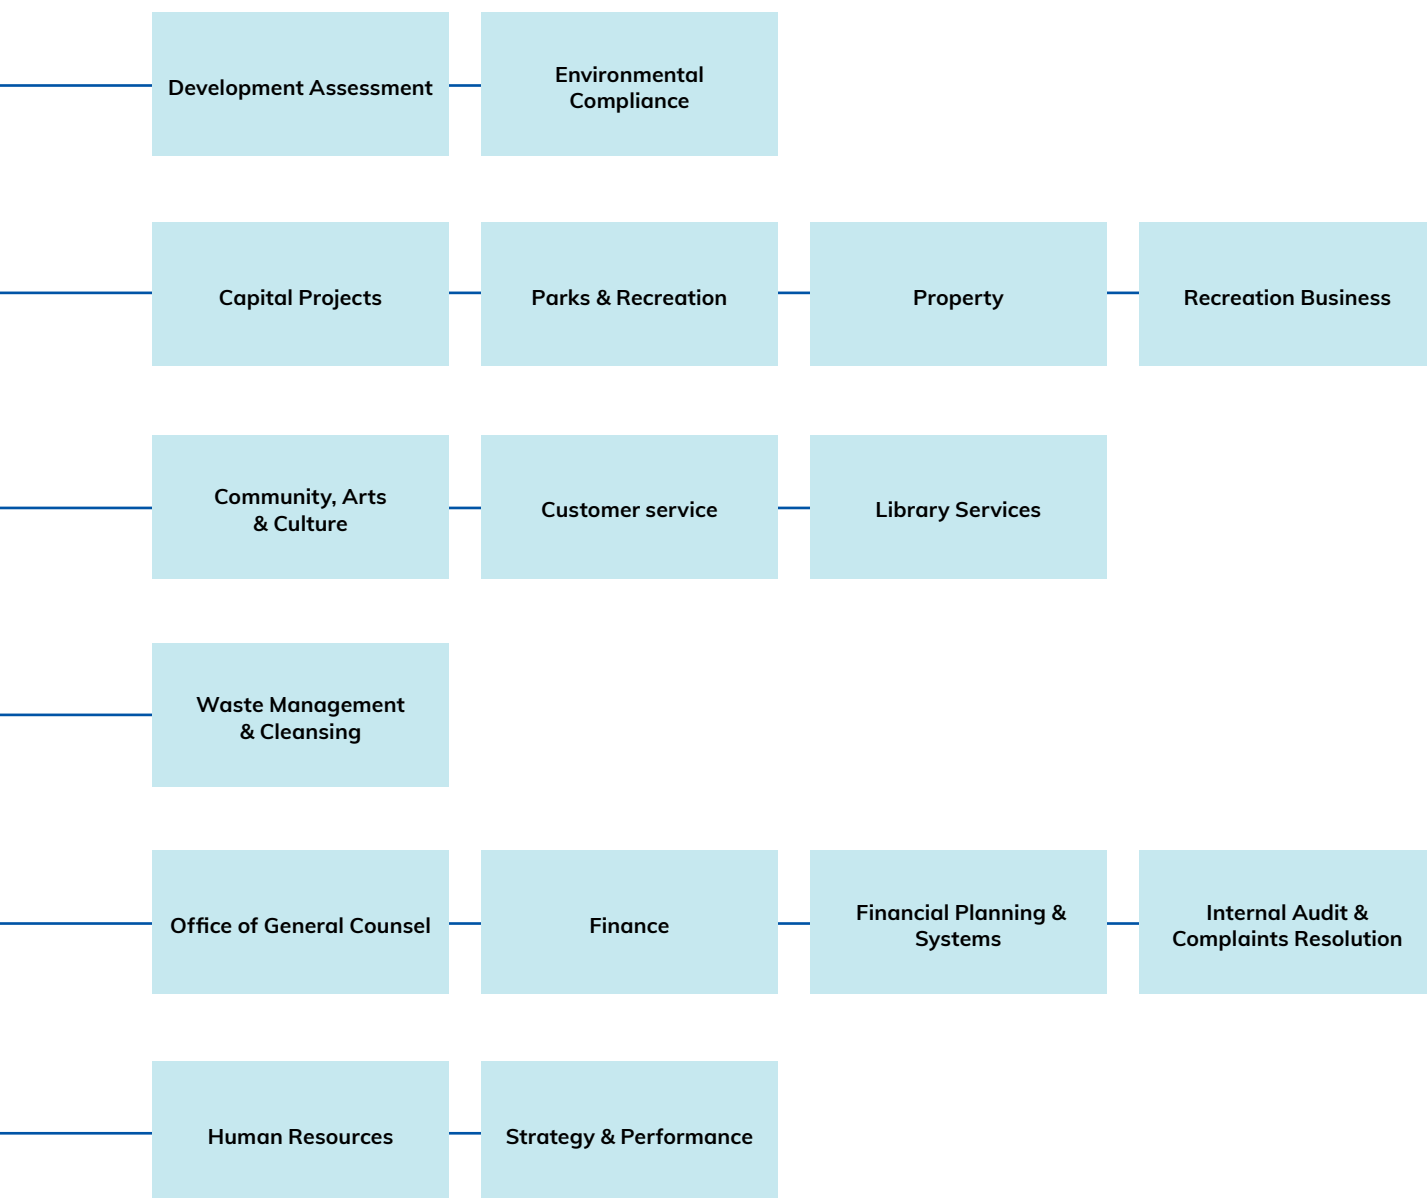 Development Assessment
Environmental
Compliance
Capital Projects
Parks & Recreation
Property
Recreation Business
Community, Arts
& Culture
Customer service
Library Services
Waste Management
& Cleansing
Office of General Counsel
Finance
Financial Planning &
Systems
Internal Audit &
Complaints Resolution
Human Resources
Strategy & Performance